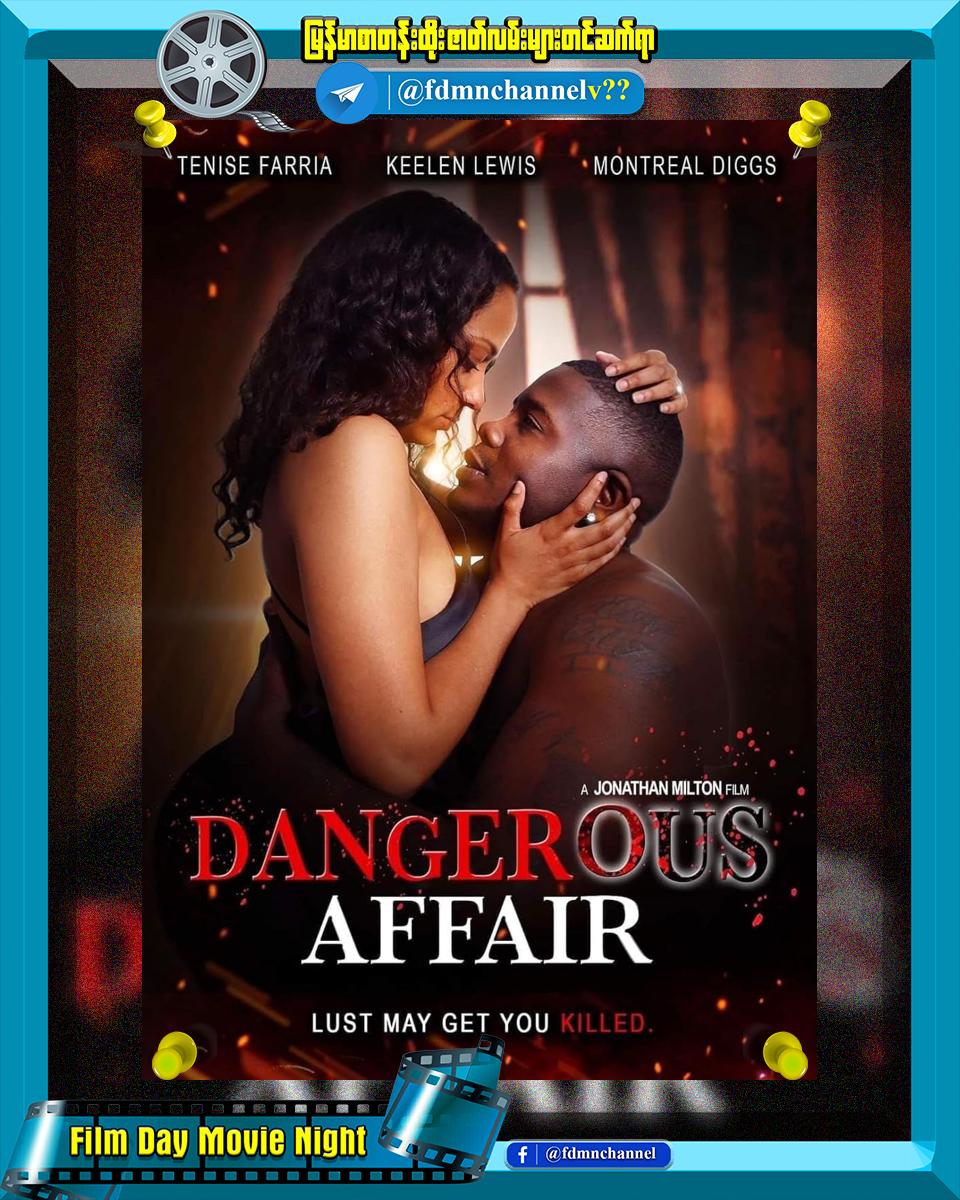 မြန်မာစာတန်းထိုးဇာတ်လမ်းများတင်ဆက်ရာ
@fdmnchannelv??
TENISE FARRIA KEELEN LEWIS MONTREAL DIGGS
A JONATHAN MILTON FILM
DANGEROUS
AFFAIR
LUST MAY GET YOU KILLED.
Film Day Movie Night
@fdmnchannel